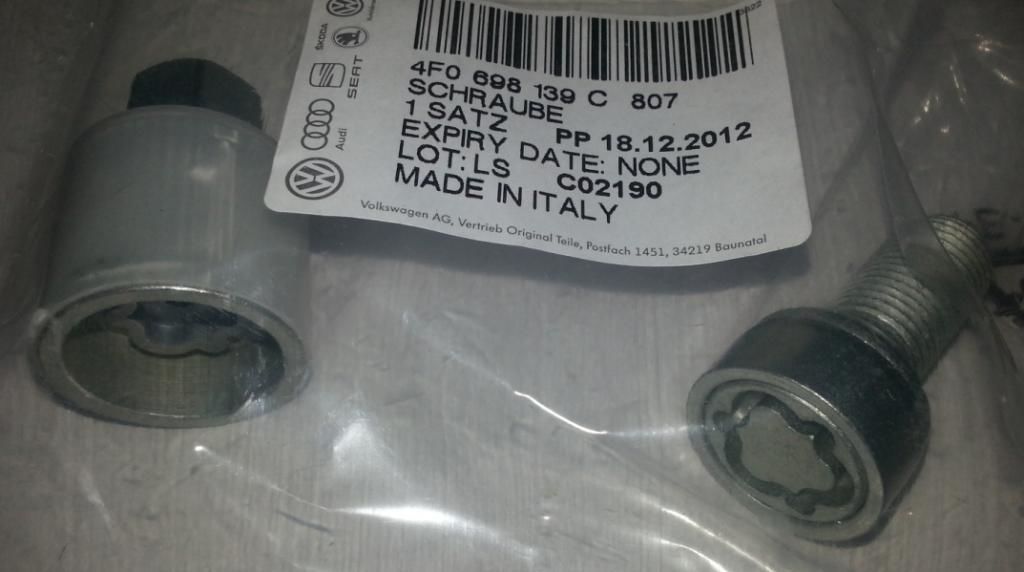 ŠKODA
SEAT
Audi
4F0 698 139 C 807
SCHRAUBE
1 SATZ PP 18.12.2012
EXPIRY DATE: NONE
LOT: LS C02190
MADE IN ITALY
Volkswagen AG, Vertrieb Original Teile, Postfach 1451, 34219 Baunatal